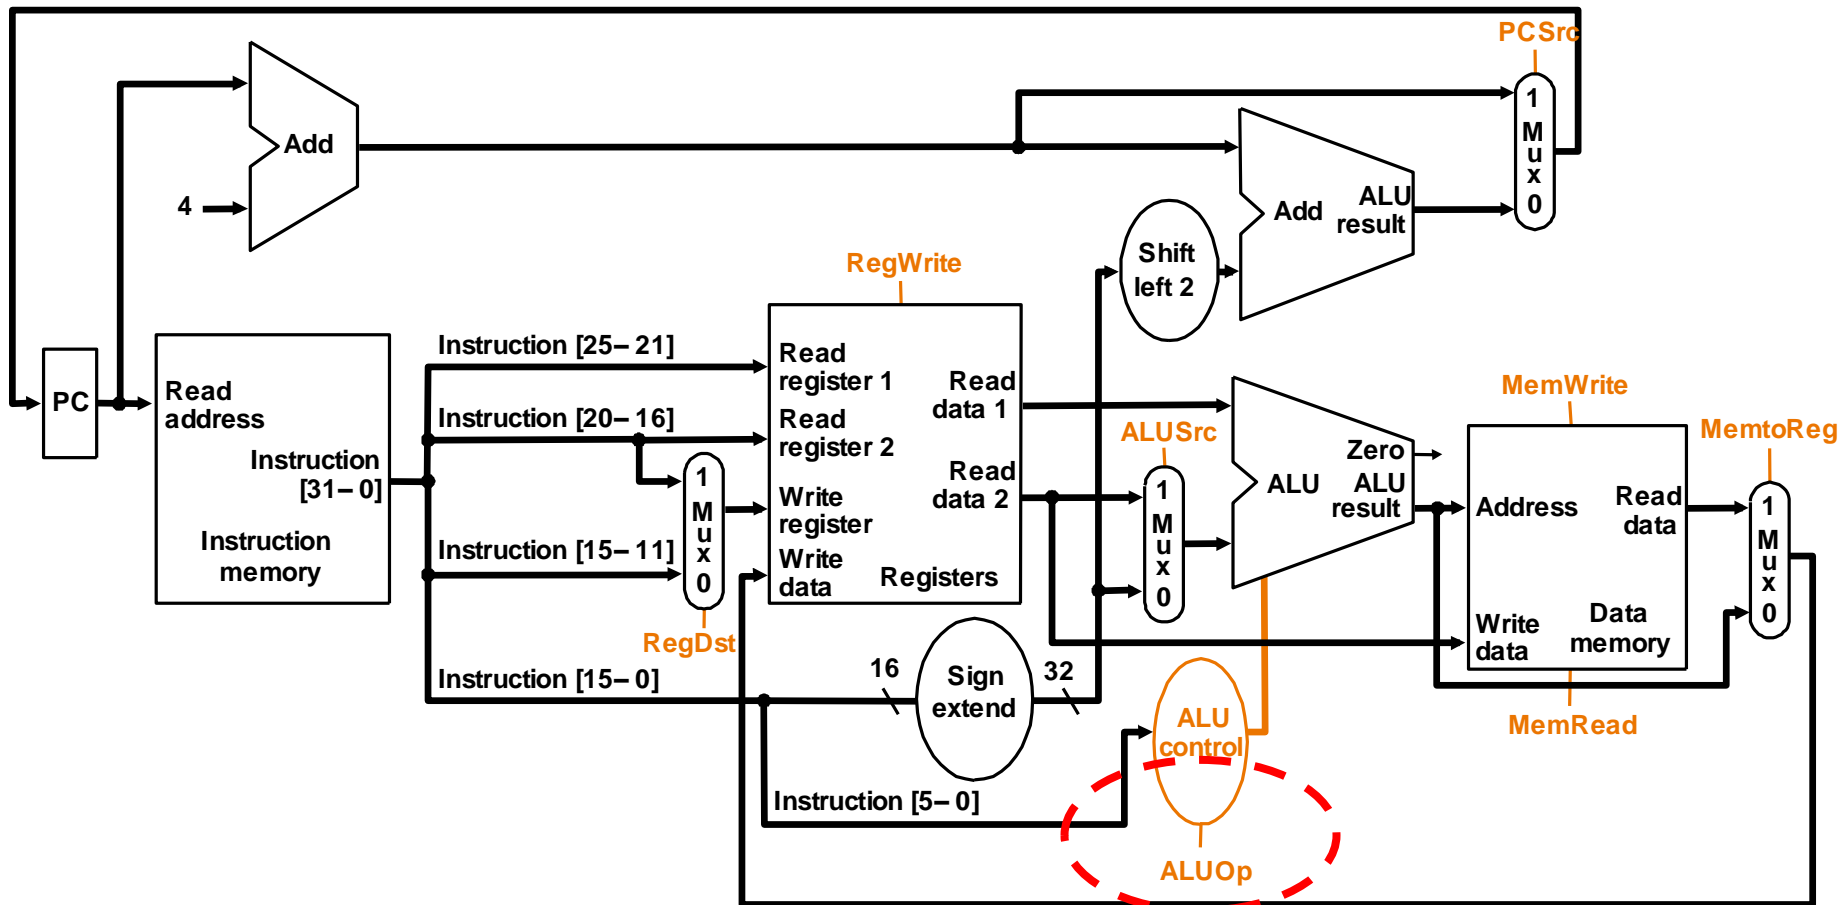 PCSrc
1
M
u
x
0
Add
4
Add
ALU
result
Shift
left 2
RegWrite
PC
Read
address
Instruction
[31–0]
Instruction
memory
Instruction [25–21]
Instruction [20–16]
Instruction [15–11]
Instruction [15–0]
Instruction [5–0]
1
M
u
x
0
RegDst
Read
register 1
Read
register 2
Write
register
Write
data
Read
data 1
Read
data 2
Registers
16
Sign
extend
32
ALUSrc
1
M
u
x
0
Zero
ALU
ALU
result
ALU
control
ALUOp
MemWrite
Address
Read
data
Write
data
Data
memory
MemRead
MemtoReg
1
M
u
x
0